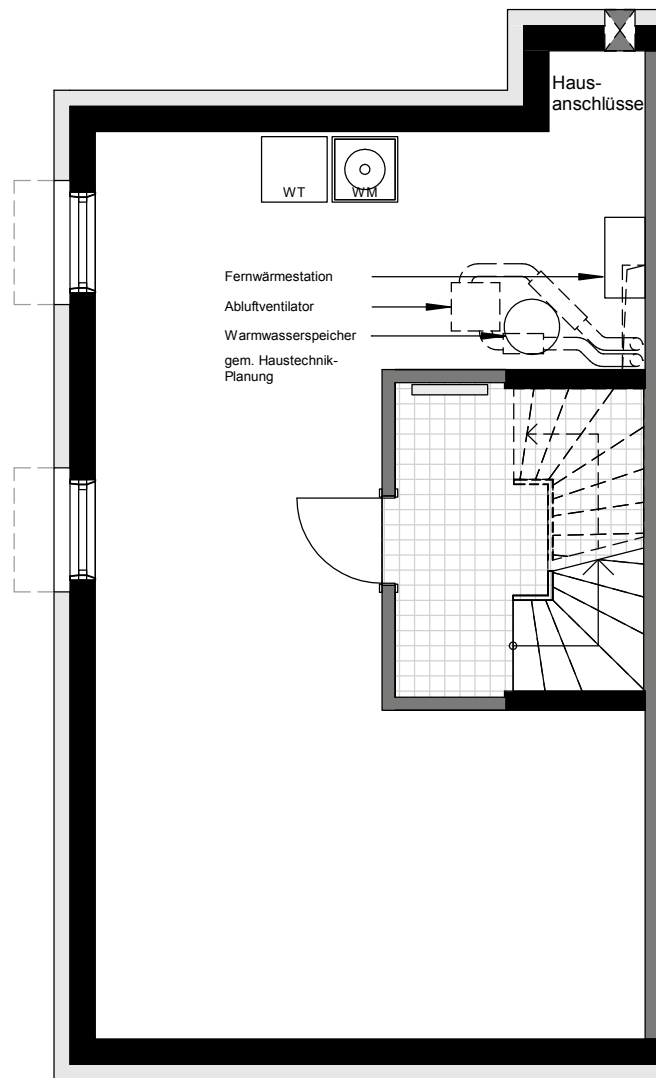 Haus-
anschlüsse
WT
WM
Fernwärmestation
Abluftventilator
Warmwasserspeicher
gem. Haustechnik-
Planung